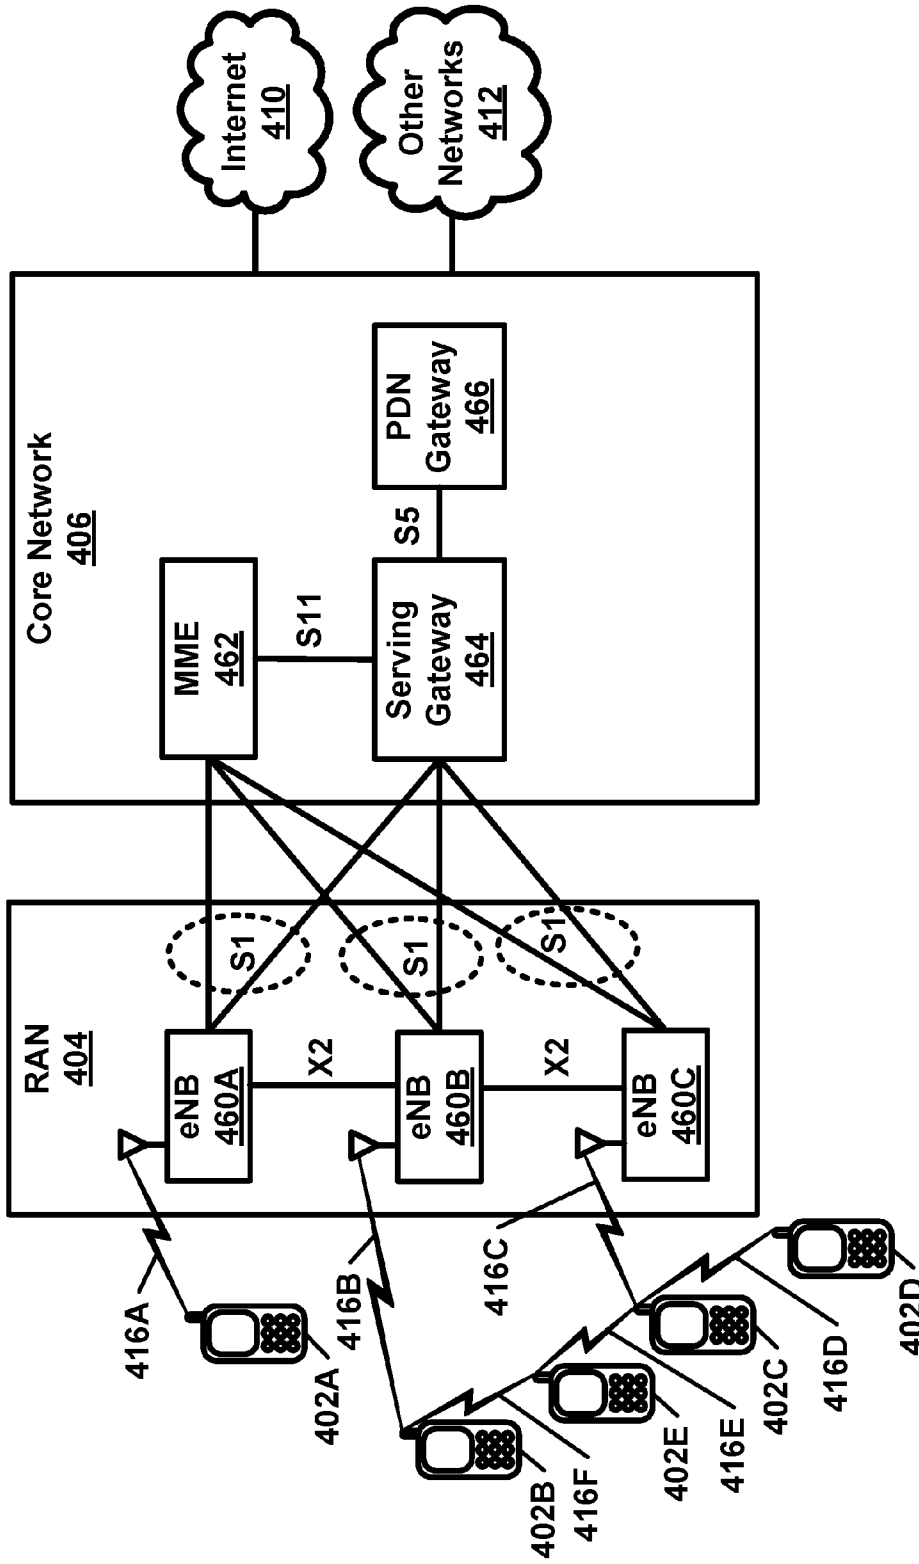 Core Network
406
RAN
404
Internet
410
Other
Networks
412
MME
462
S11
Serving
Gateway
464
S5
PDN
Gateway
466
S1
S1
S1
eNB
460A
X2
eNB
460B
X2
eNB
460C
416A
402A
416B
402B
416F
402E
416E
416C
402C
416D
402D